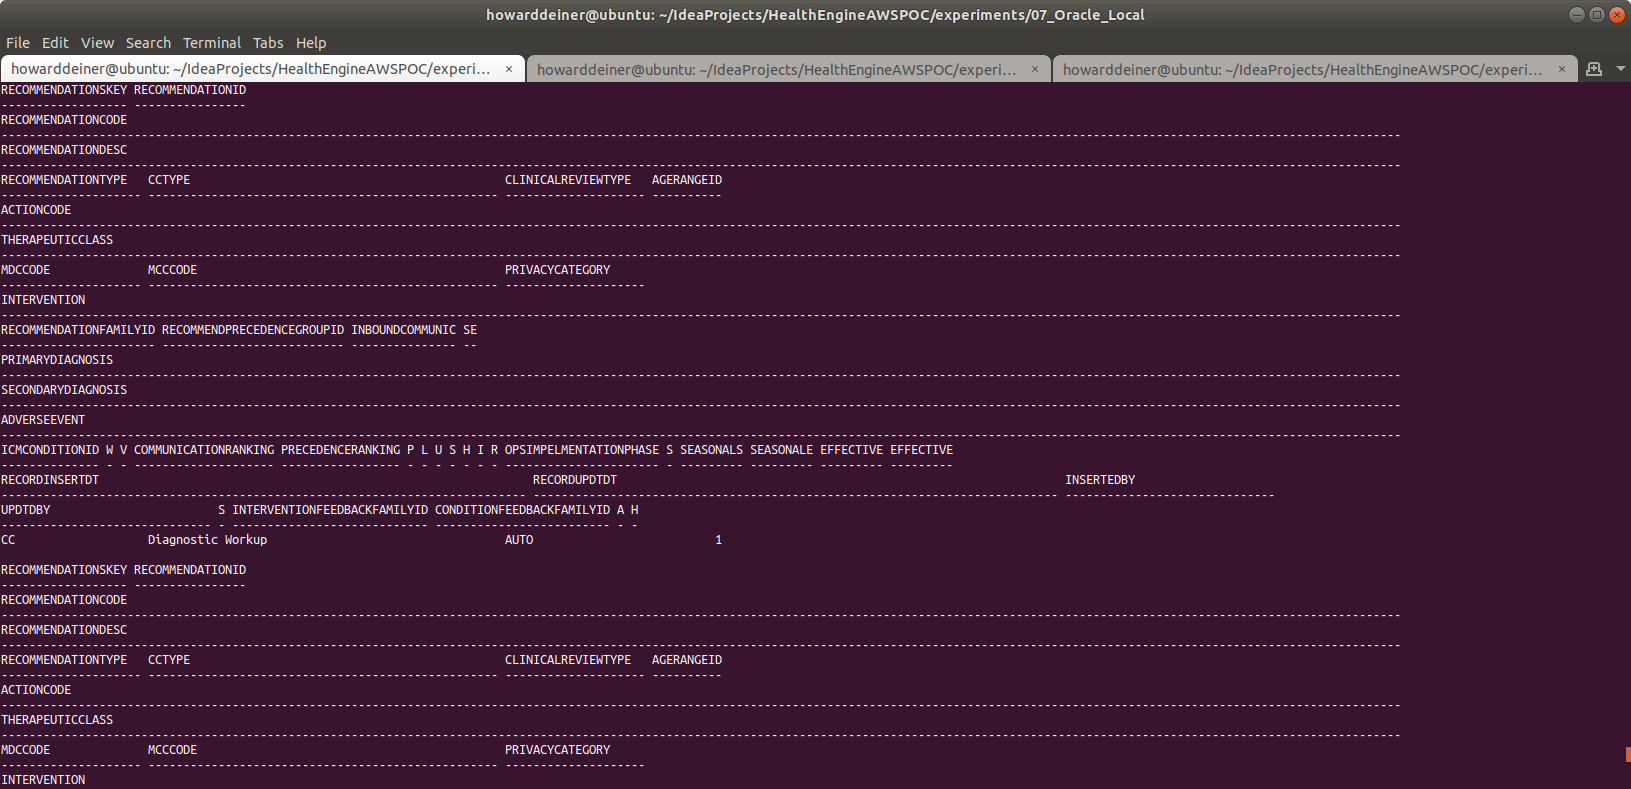 howarddeiner@ubuntu: ~/IdeaProjects/HealthEngineAWSPOC/experiments/07_Oracle_Local
File Edit View Search Terminal Tabs Help
howarddeiner@ubuntu: ~/IdeaProjects/HealthEngineAWSPOC/experi... × howarddeiner@ubuntu: ~/IdeaProjects/HealthEngineAWSPOC/experi... × howarddeiner@ubuntu: ~/IdeaProjects/HealthEngineAWSPOC/experi... ×
RECOMMENDATIONSKEY RECOMMENDATIONID
------------------ ----------------
RECOMMENDATIONCODE
--------------------------------------------------------------------------------
RECOMMENDATIONDESC
--------------------------------------------------------------------------------
RECOMMENDATIONTYPE CCTYPE CLINICALREVIEWTYPE AGERANGEID
-------------------- -------------------------------------------------- -------------------- ----------
ACTIONCODE
--------------------------------------------------------------------------------
THERAPEUTICCLASS
--------------------------------------------------------------------------------
MDCCODE MCCCODE PRIVACYCATEGORY
-------------------- -------------------------------------------------- --------------------
INTERVENTION
--------------------------------------------------------------------------------
RECOMMENDATIONFAMILYID RECOMMENDPRECEDENCEGROUPID INBOUNDCOMMUNIC SE
---------------------- -------------------------- --------------- --
PRIMARYDIAGNOSIS
--------------------------------------------------------------------------------
SECONDARYDIAGNOSIS
--------------------------------------------------------------------------------
ADVERSEEVENT
--------------------------------------------------------------------------------
ICMCONDITIONID W V COMMUNICATIONRANKING PRECEDENCERANKING P L U S H I R OPSIMPELMENTATIONPHASE S SEASONALS SEASONALE EFFECTIVE EFFECTIVE
-------------- - - -------------------- ----------------- - - - - - - - ---------------------- - --------- --------- --------- ---------
RECORDINSERTDT RECORDUPDTDT INSERTEDBY
--------------------------------------------------------------------------- --------------------------------------------------------------------------- ------------------------------
UPDTDBY S INTERVENTIONFEEDBACKFAMILYID CONDITIONFEEDBACKFAMILYID A H
------------------------------ - ---------------------------- ------------------------- - -
CC Diagnostic Workup AUTO 1
RECOMMENDATIONSKEY RECOMMENDATIONID
------------------ ----------------
RECOMMENDATIONCODE
--------------------------------------------------------------------------------
RECOMMENDATIONDESC
--------------------------------------------------------------------------------
RECOMMENDATIONTYPE CCTYPE CLINICALREVIEWTYPE AGERANGEID
-------------------- -------------------------------------------------- -------------------- ----------
ACTIONCODE
--------------------------------------------------------------------------------
THERAPEUTICCLASS
--------------------------------------------------------------------------------
MDCCODE MCCCODE PRIVACYCATEGORY
-------------------- -------------------------------------------------- --------------------
INTERVENTION